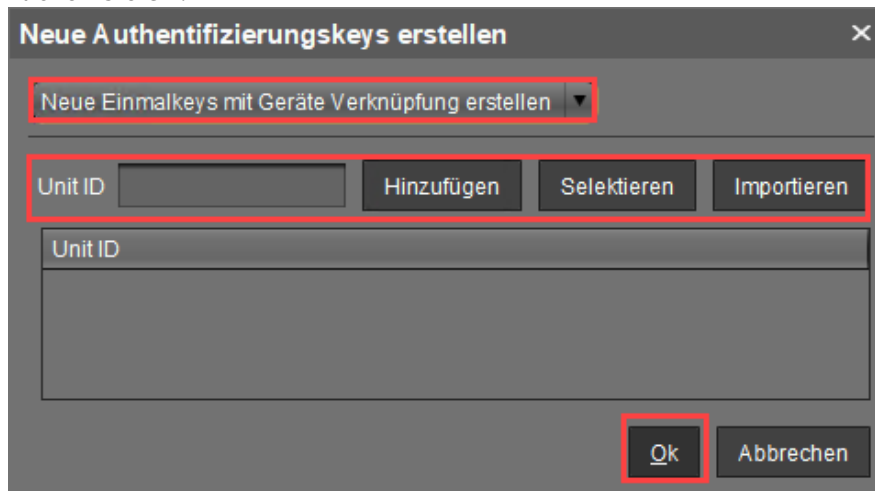 Neue Authentifizierungskeys erstellen
Neue Einmalkeys mit Geräte Verknüpfung erstellen
Unit ID Hinzufügen Selektieren Importieren
Unit ID
Ok Abbrechen